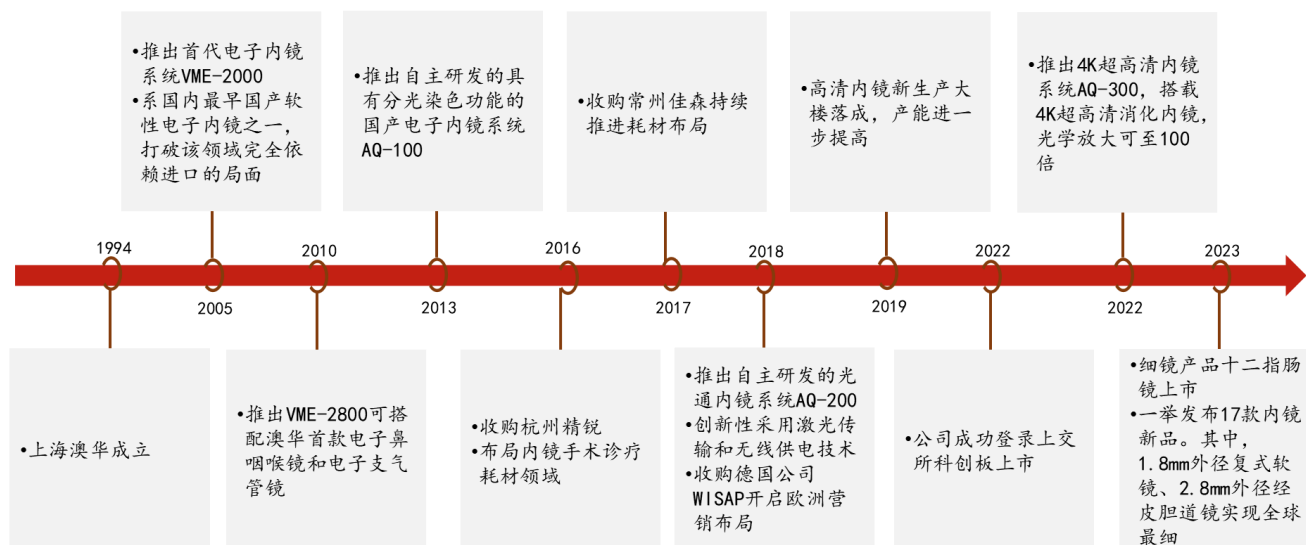 •推出首代电子内镜
系统VME-2000
•系国内最早国产软
性电子内镜之一，
打破该领域完全依
赖进口的局面
•推出自主研发的具
有分光染色功能的
国产电子内镜系统
AQ-100
•收购常州佳森持续
推进耗材布局
•高清内镜新生产大
楼落成，产能进一
步提高
•推出4K超高清内镜
系统AQ-300，搭载
4K超高清消化内镜，
光学放大可至100
倍
1994
2010
2016
2018
2022
2023
2005
2013
2017
2019
2022
•上海澳华成立
•推出VME-2800可搭
配澳华首款电子鼻
咽喉镜和电子支气
管镜
•收购杭州精锐
•布局内镜手术诊疗
耗材领域
•推出自主研发的光
通内镜系统AQ-200
•创新性采用激光传
输和无线供电技术
•收购德国公司
WISAP开启欧洲营
销布局
•公司成功登录上交
所科创板上市
•细镜产品十二指肠
镜上市
•一举发布17款内镜
新品。其中，
1.8mm外径复式软
镜、2.8mm外径经
皮胆道镜实现全球
最细